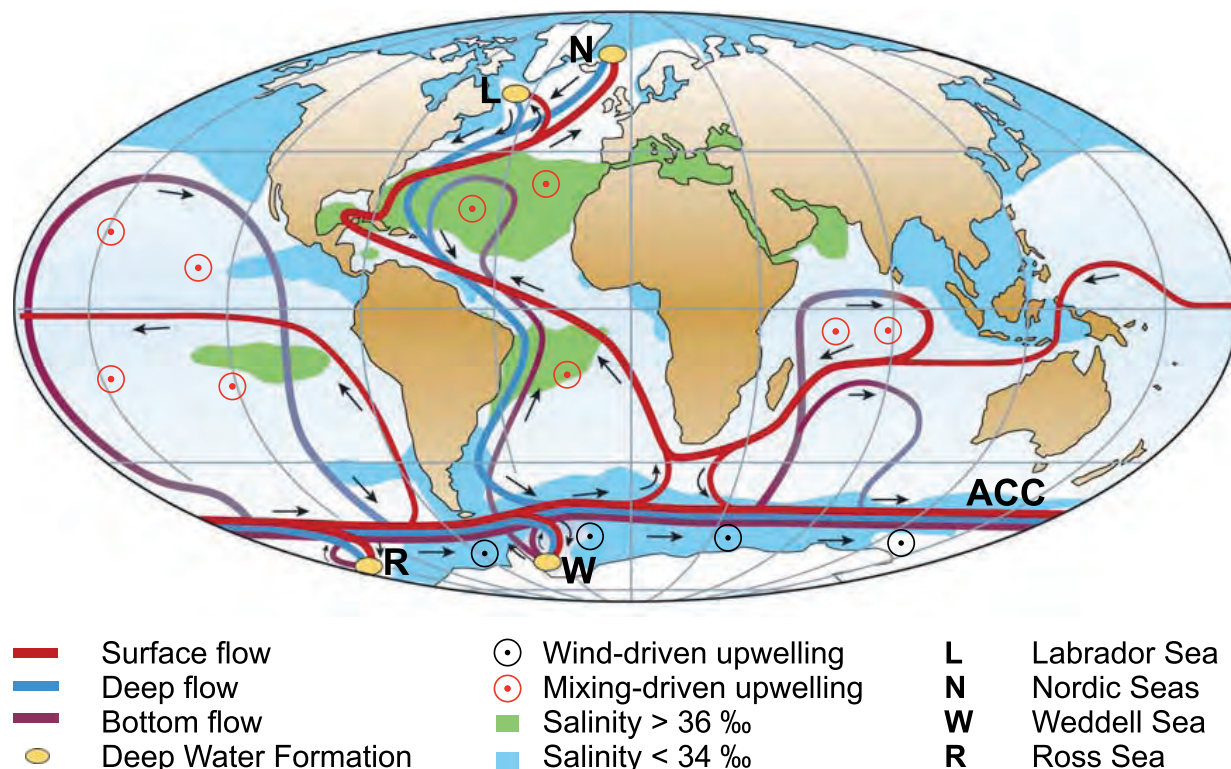 N
L
ACC
R
W
Surface flow
Deep flow
Bottom flow
Deep Water Formation
Wind-driven upwelling
Mixing-driven upwelling
Salinity > 36 ‰
Salinity < 34 ‰
L Labrador Sea
N Nordic Seas
W Weddell Sea
R Ross Sea